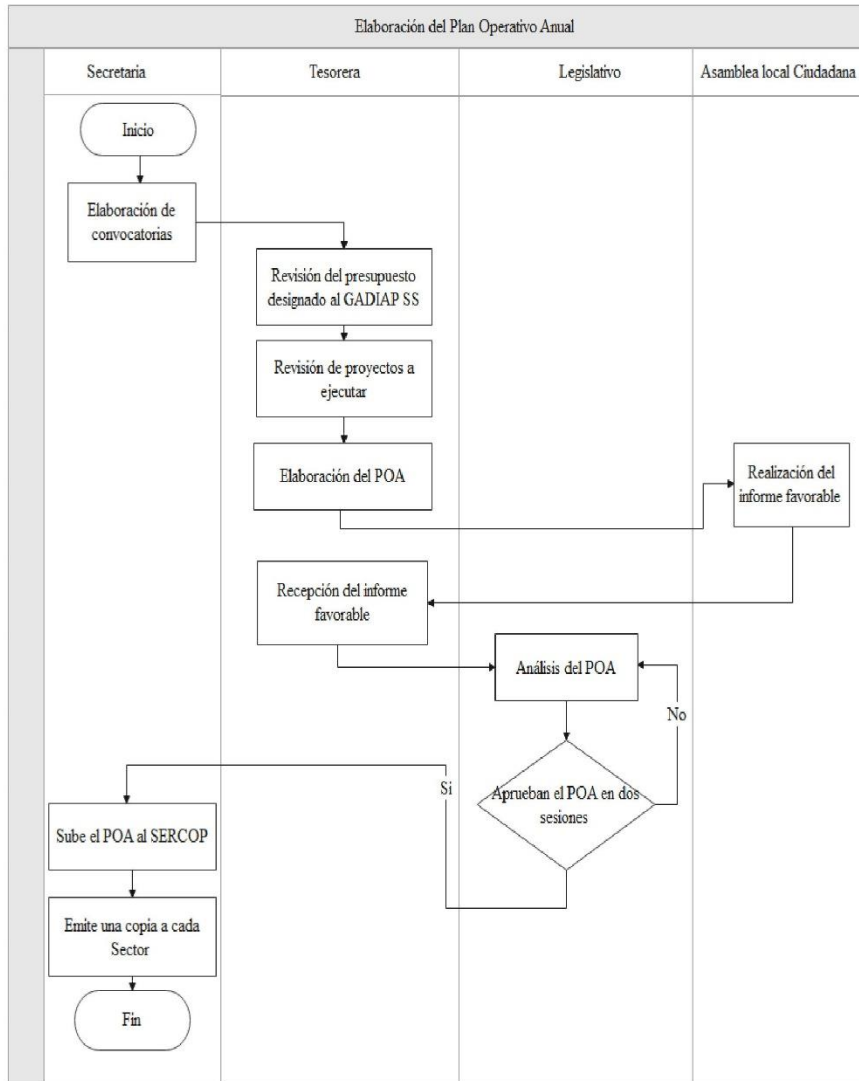 Elaboración del Plan Operativo Anual
Secretaria
Tesorera
Legislativo
Asamblea local Ciudadana
Inicio
Elaboración de
convocatorias
Revisión del presupuesto
designado al GADIAP SS
Revisión de proyectos a
ejecutar
Elaboración del POA
Realización del
informe favorable
Recepción del informe
favorable
Análisis del POA
No
Aprueban el POA en dos
sesiones
Si
Sube el POA al SERCOP
Emite una copia a cada
Sector
Fin